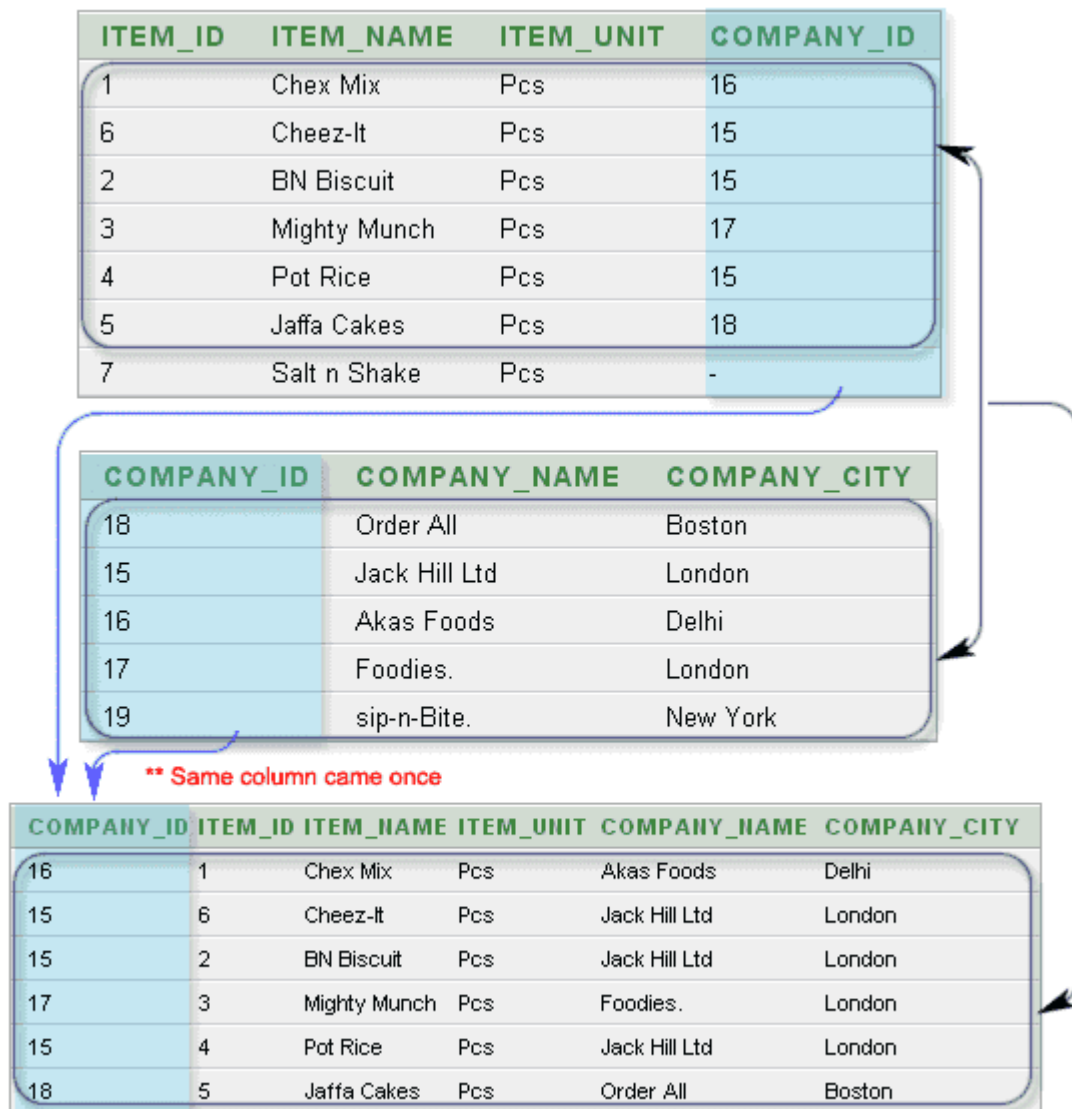 ITEM_ID ITEM_NAME ITEM_UNIT COMPANY_ID
1 Chex Mix Pcs 16
6 Cheez-It Pcs 15
2 BN Biscuit Pcs 15
3 Mighty Munch Pcs 17
4 Pot Rice Pcs 15
5 Jaffa Cakes Pcs 18
7 Salt n Shake Pcs -
COMPANY_ID COMPANY_NAME COMPANY_CITY
18 Order All Boston
15 Jack Hill Ltd London
16 Akas Foods Delhi
17 Foodies. London
19 sip-n-Bite. New York
** Same column came once
COMPANY_ID ITEM_ID ITEM_NAME ITEM_UNIT COMPANY_NAME COMPANY_CITY
16 1 Chex Mix Pcs Akas Foods Delhi
15 6 Cheez-It Pcs Jack Hill Ltd London
15 2 BN Biscuit Pcs Jack Hill Ltd London
17 3 Mighty Munch Pcs Foodies. London
15 4 Pot Rice Pcs Jack Hill Ltd London
18 5 Jaffa Cakes Pcs Order All Boston